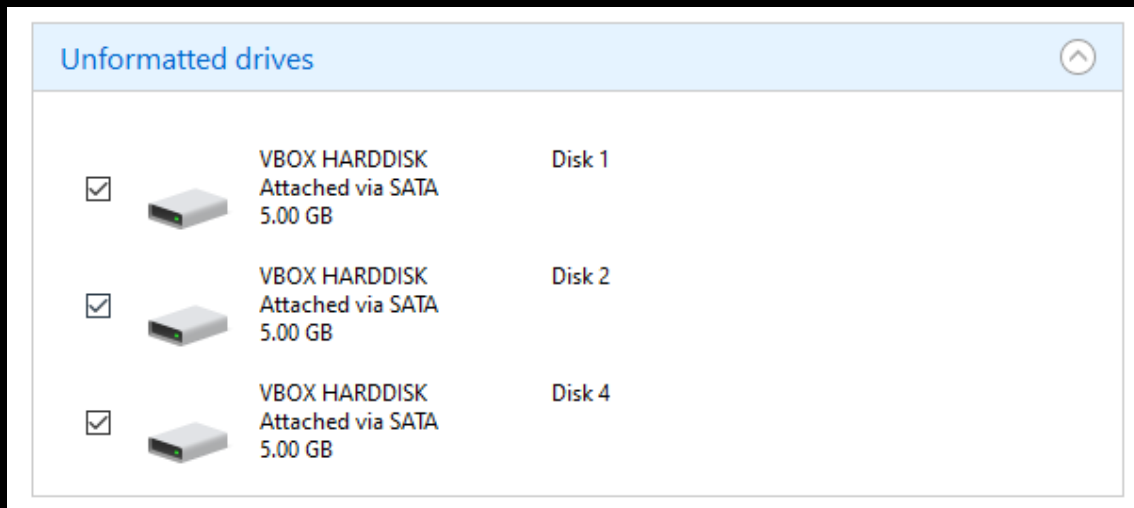 Unformatted drives
VBOX HARDDISK Disk 1
Attached via SATA
5.00 GB
VBOX HARDDISK Disk 2
Attached via SATA
5.00 GB
VBOX HARDDISK Disk 4
Attached via SATA
5.00 GB